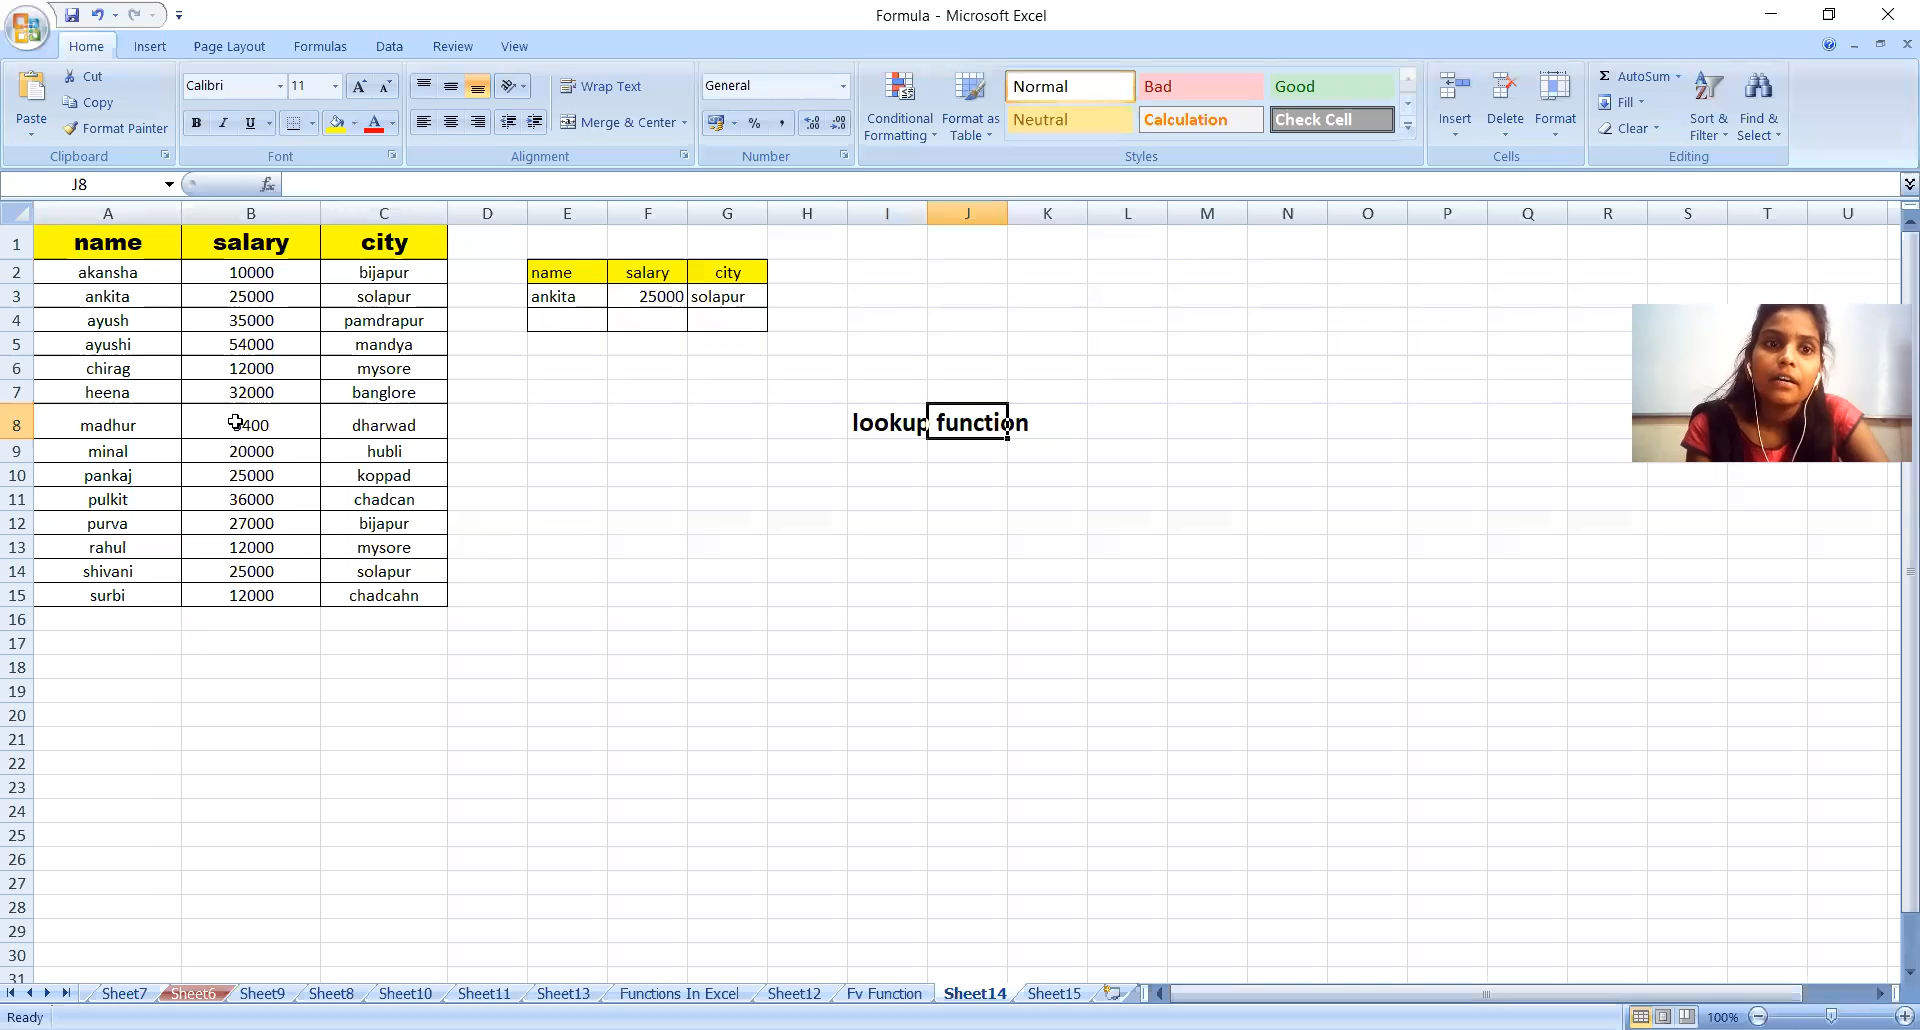 Formula - Microsoft Excel
Home Insert Page Layout Formulas Data Review View
Paste Cut Copy Format Painter Clipboard
Calibri 11 A A B I U A Font
Wrap Text Merge & Center Alignment
General % , .0 .00 .00 .0 Number
Conditional Formatting Format as Table Normal Bad Good Neutral Calculation Check Cell Styles
Insert Delete Format Cells
Σ AutoSum Fill Clear Sort & Filter Find & Select Editing
J8 fx
A B C D E F G H I J K L M N O P Q R S T U
1 name salary city
2 akansha 10000 bijapur name salary city
3 ankita 25000 solapur ankita 25000 solapur
4 ayush 35000 pamdrapur
5 ayushi 54000 mandya
6 chirag 12000 mysore
7 heena 32000 banglore
8 madhur dharwad lookup function
9 minal 20000 hubli
10 pankaj 25000 koppad
11 pulkit 36000 chadcan
12 purva 27000 bijapur
13 rahul 12000 mysore
14 shivani 25000 solapur
15 surbi 12000 chadcahn
16
17
18
19
20
21
22
23
24
25
26
27
28
29
30
31
Sheet7 Sheet6 Sheet9 Sheet8 Sheet10 Sheet11 Sheet13 Functions In Excel Sheet12 Fv Function Sheet14 Sheet15
Ready 100%